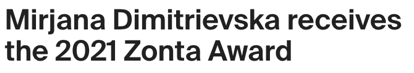 Mirjana Dimitrievska receives
the 2021 Zonta Award